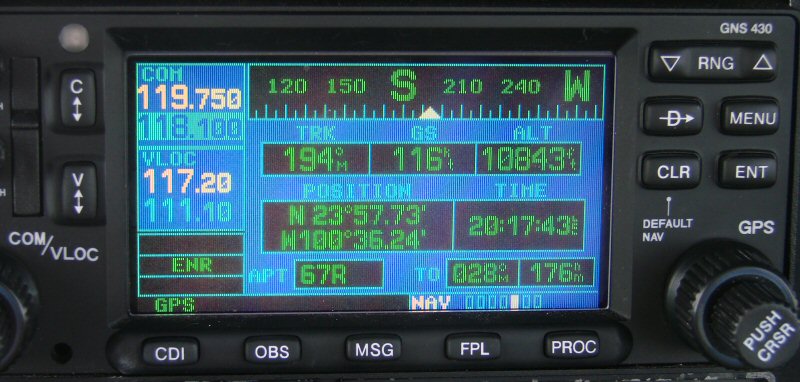 GNS 430
COM
119.750
118.100
VLOC
117.20
111.10
ENR
GPS
120 150 S 210 240 W
TRK GS ALT
194°M 116kt 10843ft
POSITION TIME
N 23°57.73' 20:17:43
W100°36.24'
APT 67R TO 028°M 176nm
NAV
C
V
COM/VLOC
RNG
D
MENU
CLR
ENT
DEFAULT
NAV
GPS
PUSH
CRSR
CDI OBS MSG FPL PROC